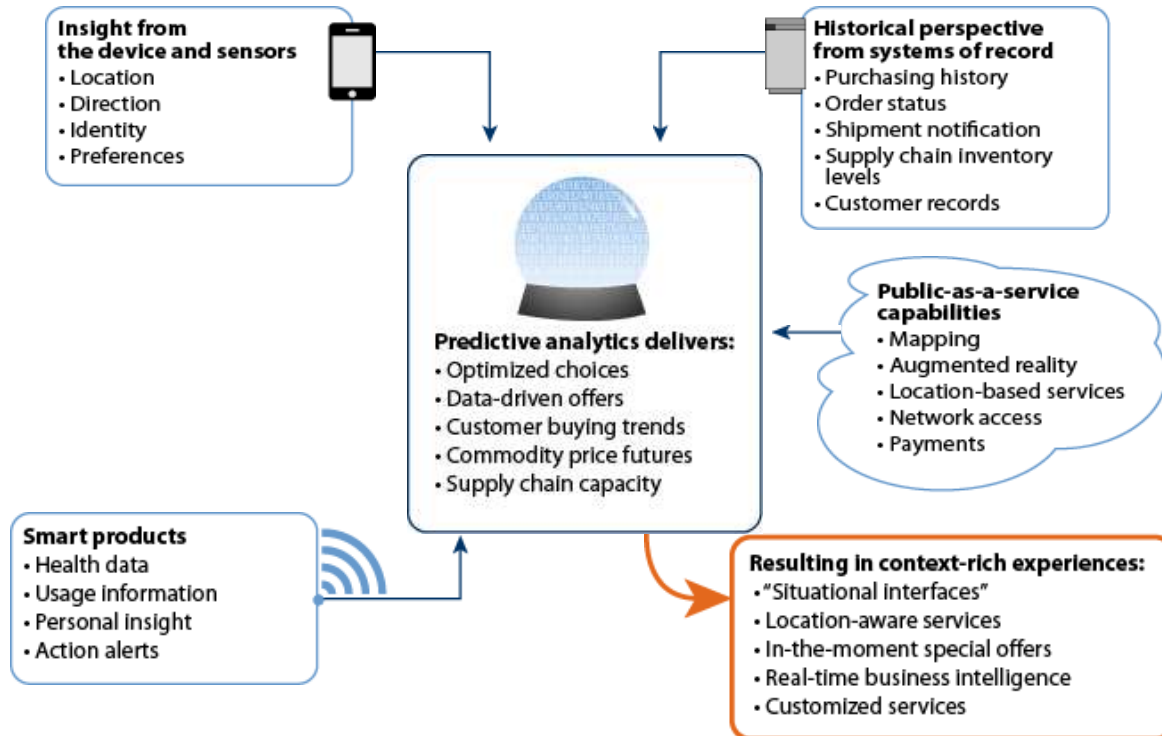 Insight from
the device and sensors
• Location
• Direction
• Identity
• Preferences
Historical perspective
from systems of record
• Purchasing history
• Order status
• Shipment notification
• Supply chain inventory
levels
• Customer records
Predictive analytics delivers:
• Optimized choices
• Data-driven offers
• Customer buying trends
• Commodity price futures
• Supply chain capacity
Public-as-a-service
capabilities
• Mapping
• Augmented reality
• Location-based services
• Network access
• Payments
Smart products
• Health data
• Usage information
• Personal insight
• Action alerts
Resulting in context-rich experiences:
• “Situational interfaces”
• Location-aware services
• In-the-moment special offers
• Real-time business intelligence
• Customized services